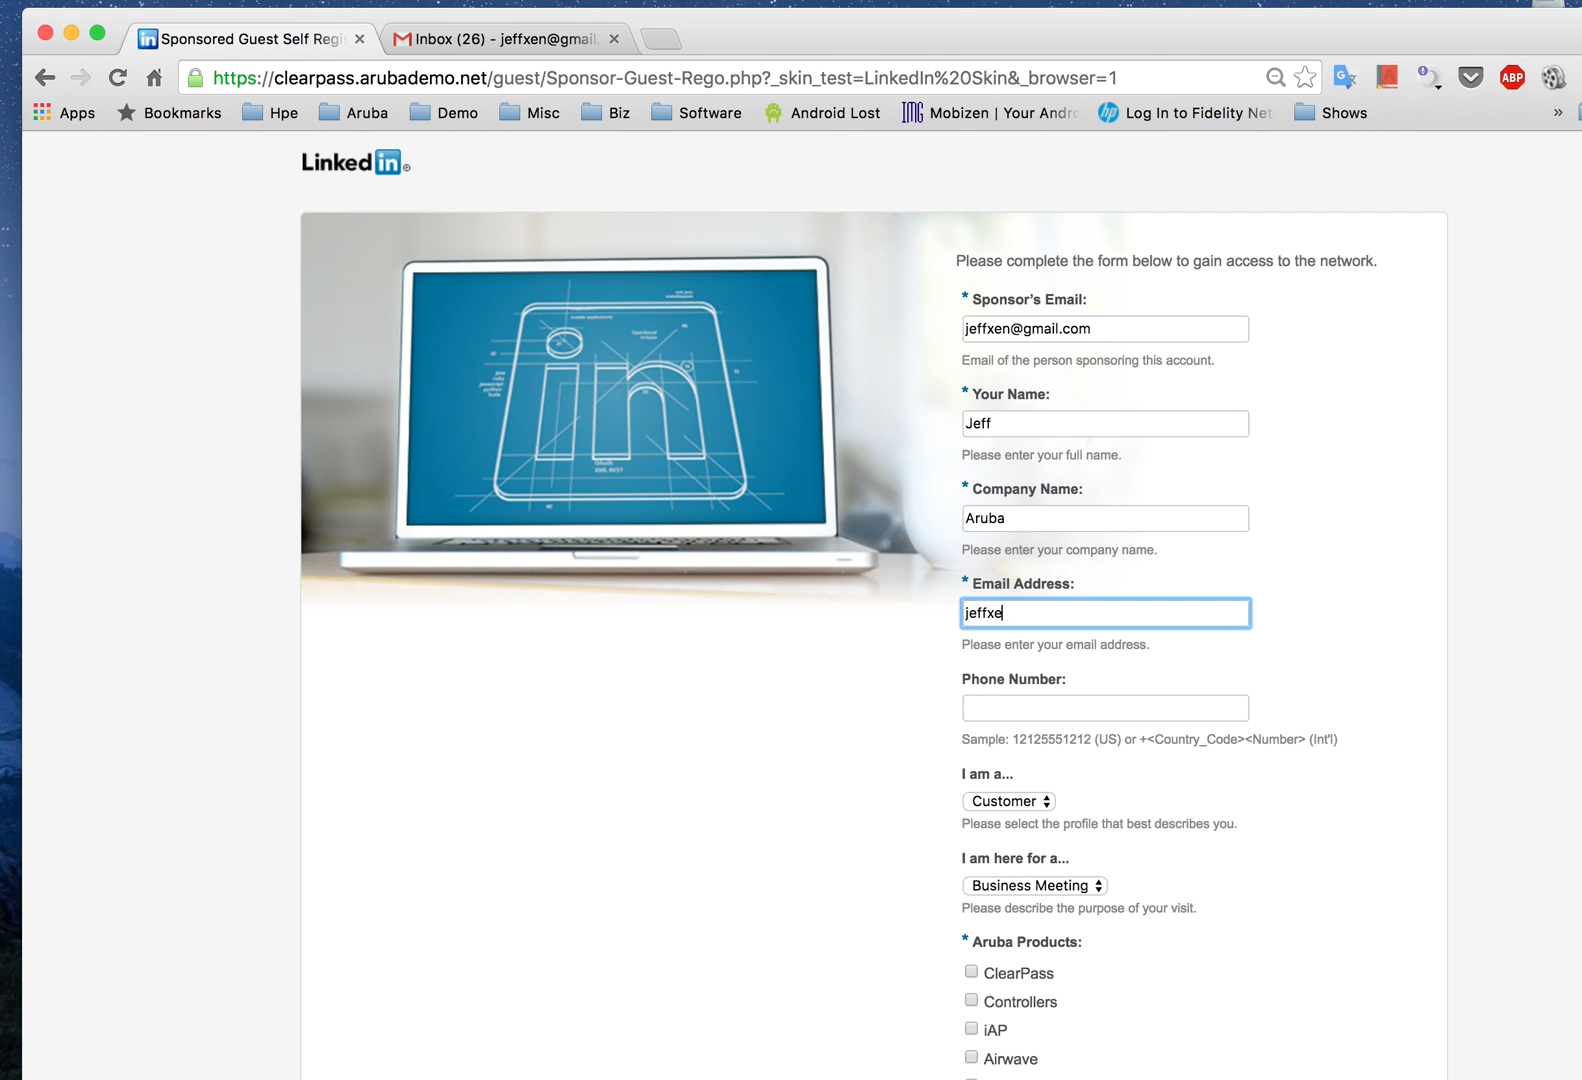 Sponsored Guest Self Regi
Inbox (26) - jeffxen@gmail.
https://clearpass.arubademo.net/guest/Sponsor-Guest-Rego.php?_skin_test=LinkedIn%20Skin&_browser=1
ABP
Apps
Bookmarks
Hpe
Aruba
Demo
Misc
Biz
Software
Android Lost
Mobizen | Your Andro
Log In to Fidelity Net
Shows
»
Linked in
Please complete the form below to gain access to the network.
* Sponsor's Email:
jeffxen@gmail.com
Email of the person sponsoring this account.
* Your Name:
Jeff
Please enter your full name.
* Company Name:
Aruba
Please enter your company name.
* Email Address:
jeffxe
Please enter your email address.
Phone Number:
Sample: 12125551212 (US) or +<Country_Code><Number> (Int'l)
I am a...
Customer
Please select the profile that best describes you.
I am here for a...
Business Meeting
Please describe the purpose of your visit.
* Aruba Products:
ClearPass
Controllers
iAP
Airwave